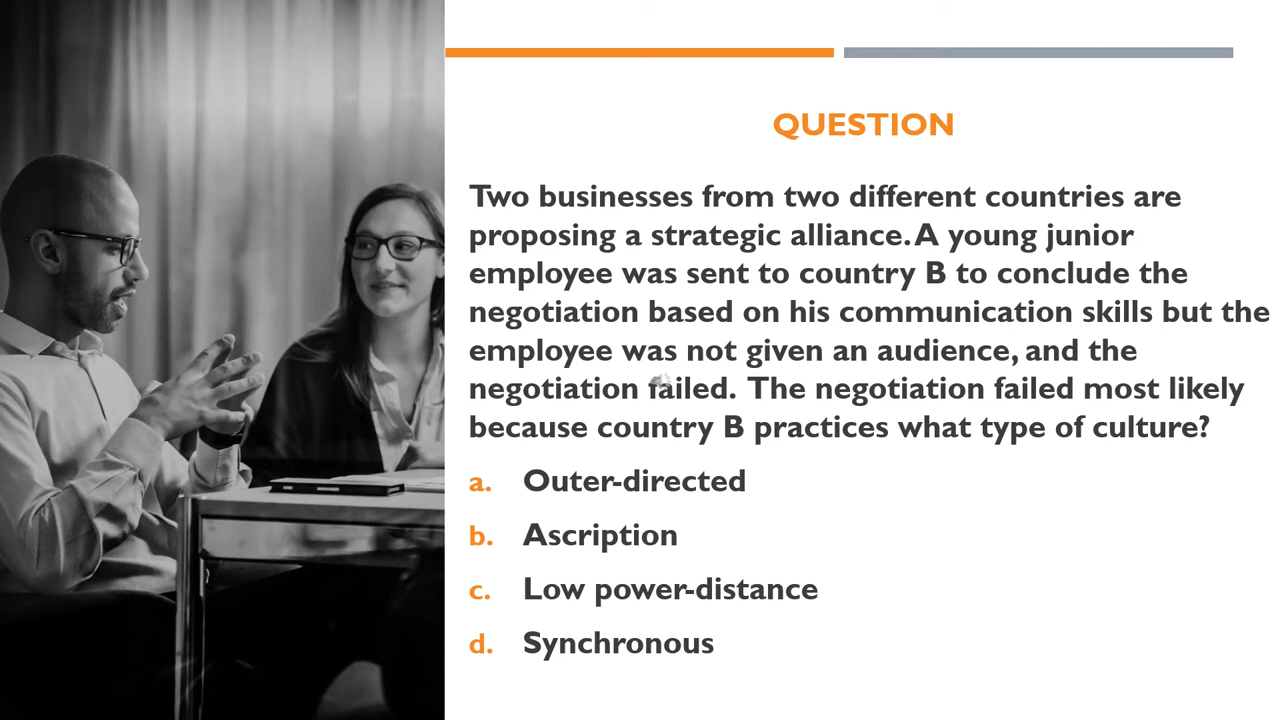 QUESTION
Two businesses from two different countries are
proposing a strategic alliance. A young junior
employee was sent to country B to conclude the
negotiation based on his communication skills but the
employee was not given an audience, and the
negotiation failed. The negotiation failed most likely
because country B practices what type of culture?
a. Outer-directed
b. Ascription
c. Low power-distance
d. Synchronous